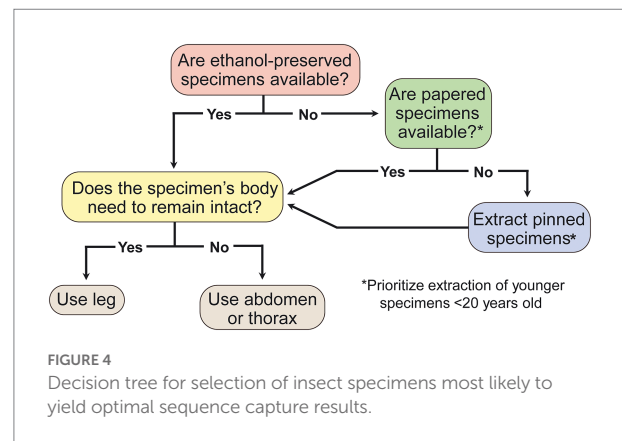 Are ethanol-preserved
specimens available?
Yes
No
Are papered
specimens
available?*
Yes
No
Does the specimen's body
need to remain intact?
Extract pinned
specimens*
Yes
No
Use leg
Use abdomen
or thorax
*Prioritize extraction of younger
specimens <20 years old
FIGURE 4
Decision tree for selection of insect specimens most likely to
yield optimal sequence capture results.